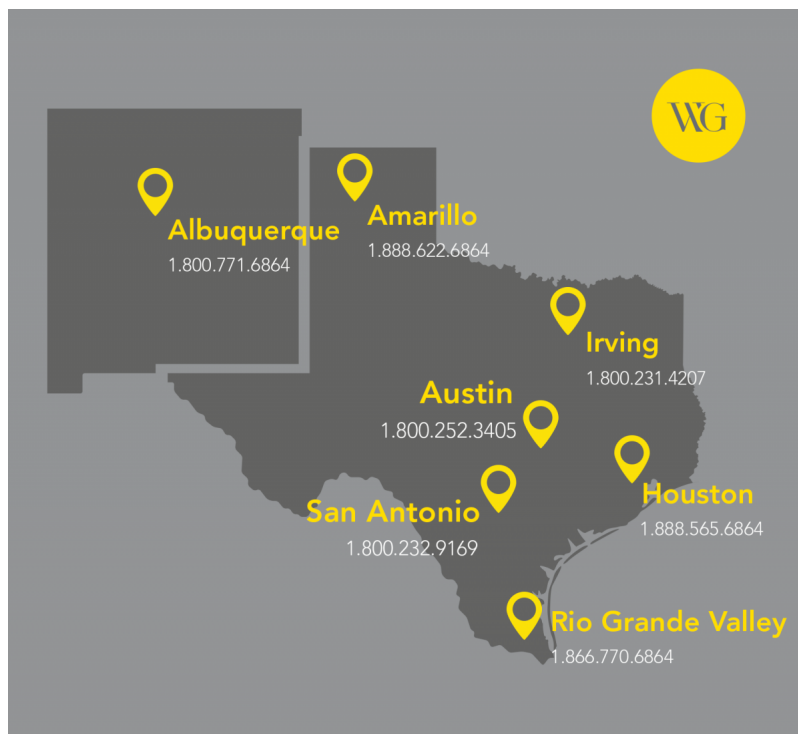 WG
Albuquerque
1.800.771.6864
Amarillo
1.888.622.6864
Irving
1.800.231.4207
Austin
1.800.252.3405
Houston
1.888.565.6864
San Antonio
1.800.232.9169
Rio Grande Valley
1.866.770.6864